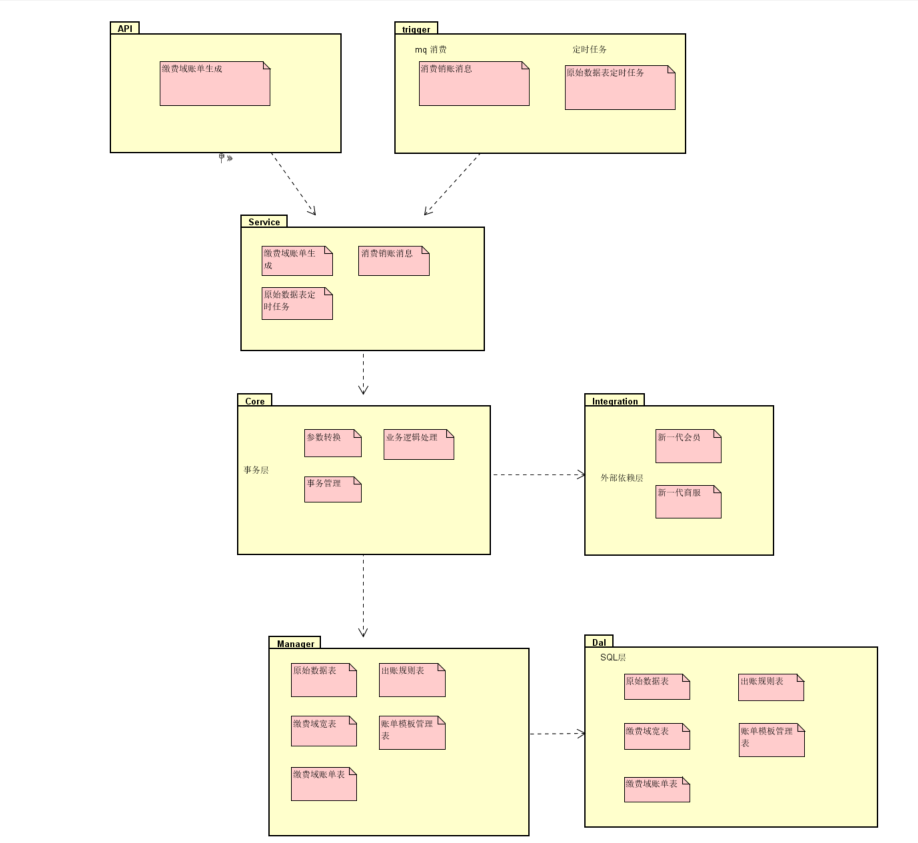 API
缴费域账单生成
trigger
mq 消费
定时任务
消费销账消息
原始数据表定时任务
Service
缴费域账单生
成
消费销账消息
原始数据表定
时任务
Core
事务层
参数转换
业务逻辑处理
事务管理
Integration
外部依赖层
新一代会员
新一代商服
Manager
原始数据表
出账规则表
缴费域宽表
账单模板管理
表
缴费域账单表
Dal
SQL层
原始数据表
出账规则表
缴费域宽表
账单模板管理
表
缴费域账单表